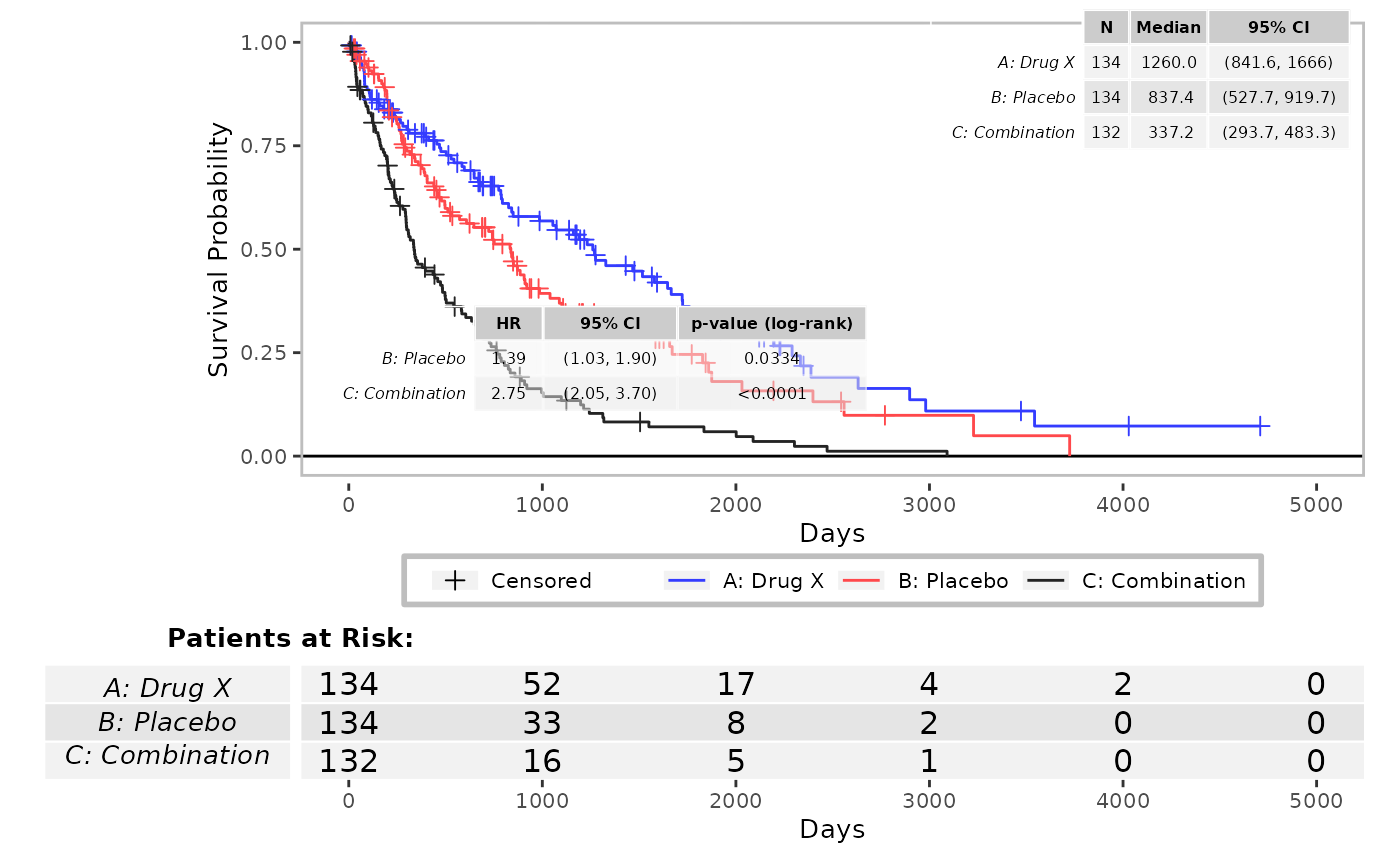 N Median 95% CI
A: Drug X 134 1260.0 (841.6, 1666)
B: Placebo 134 837.4 (527.7, 919.7)
C: Combination 132 337.2 (293.7, 483.3)
Survival Probability
1.00
0.75
0.50
0.25
0.00
HR 95% CI p-value (log-rank)
B: Placebo 1.39 (1.03, 1.90) 0.0334
C: Combination 2.75 (2.05, 3.70) <0.0001
0 1000 2000 3000 4000 5000
Days
Censored A: Drug X B: Placebo C: Combination
Patients at Risk:
A: Drug X 134 52 17 4 2 0
B: Placebo 134 33 8 2 0 0
C: Combination 132 16 5 1 0 0
0 1000 2000 3000 4000 5000
Days